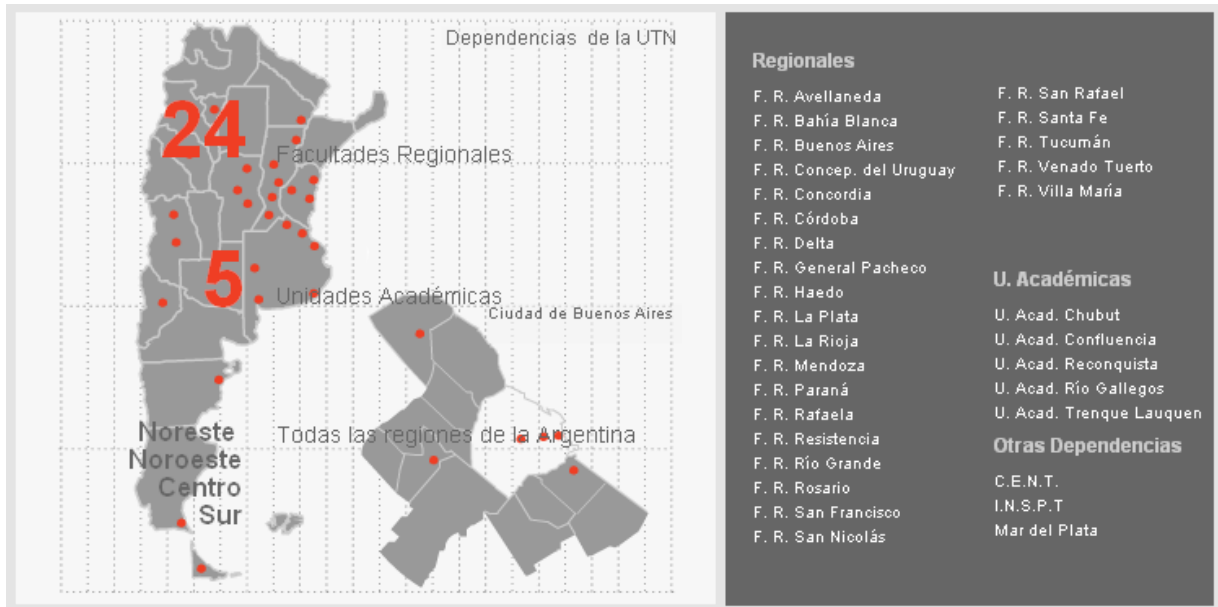 Dependencias de la UTN
24
Facultades Regionales
5
Unidades Académicas
Ciudad de Buenos Aires
Todas las regiones de la Argentina
Noreste
Noroeste
Centro
Sur
Regionales
F. R. Avellaneda
F. R. Bahía Blanca
F. R. Buenos Aires
F. R. Concep. del Uruguay
F. R. Concordia
F. R. Córdoba
F. R. Delta
F. R. General Pacheco
F. R. Haedo
F. R. La Plata
F. R. La Rioja
F. R. Mendoza
F. R. Paraná
F. R. Rafaela
F. R. Resistencia
F. R. Río Grande
F. R. Rosario
F. R. San Francisco
F. R. San Nicolás
F. R. San Rafael
F. R. Santa Fe
F. R. Tucumán
F. R. Venado Tuerto
F. R. Villa María
U. Académicas
U. Acad. Chubut
U. Acad. Confluencia
U. Acad. Reconquista
U. Acad. Río Gallegos
U. Acad. Trenque Lauquen
Otras Dependencias
C.E.N.T.
I.N.S.P.T
Mar del Plata